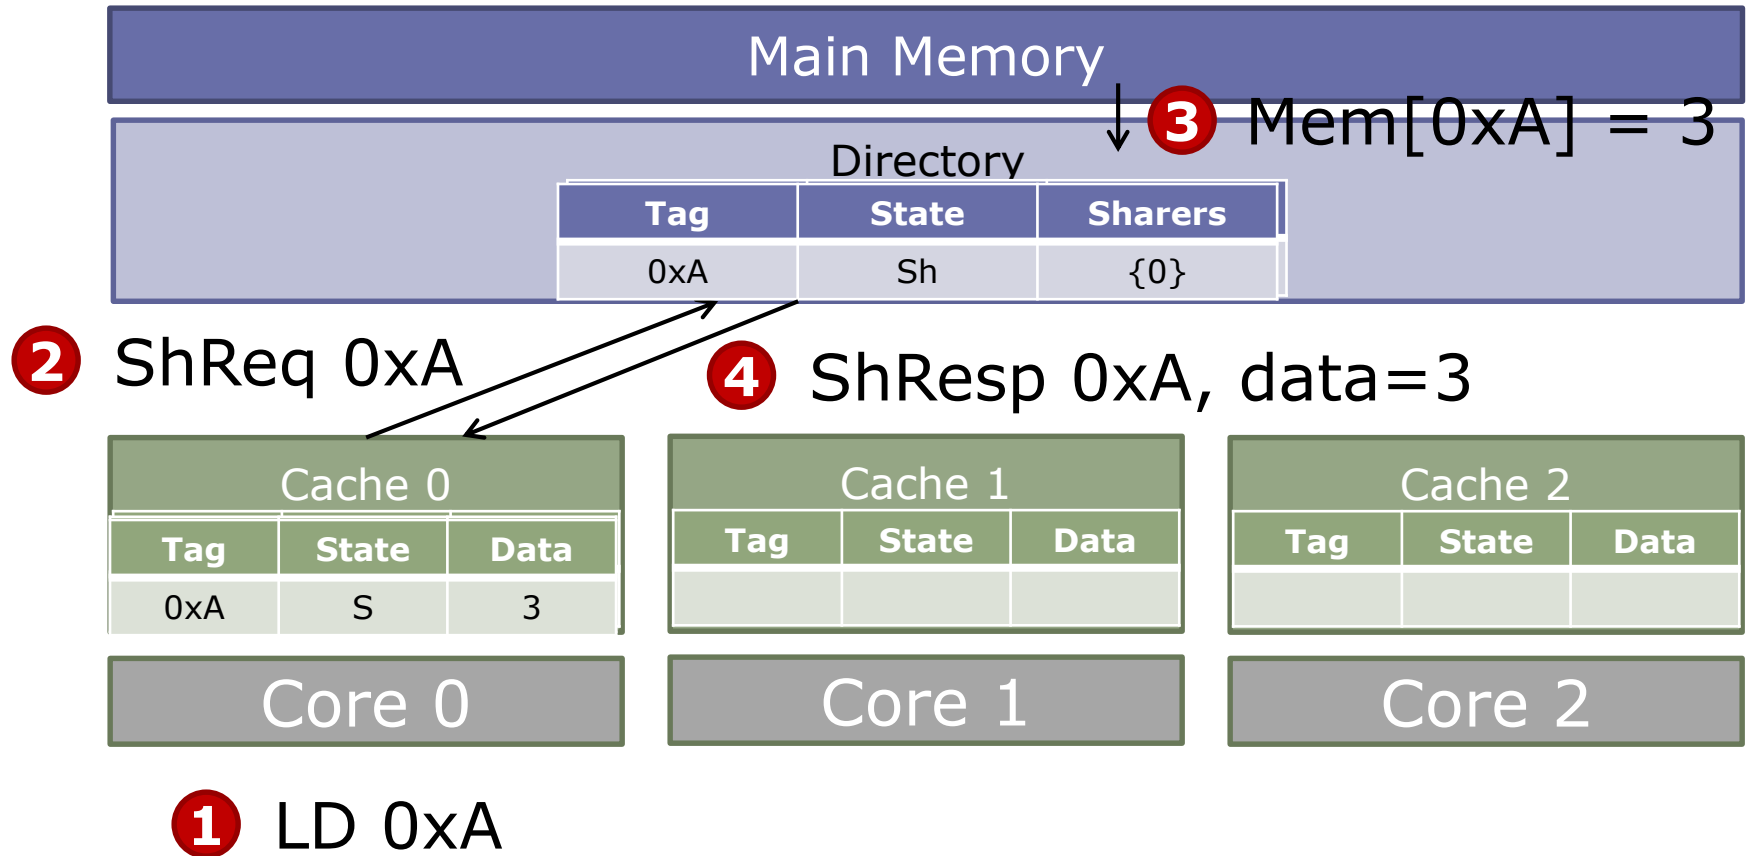 Main Memory
3 Mem[0xA] = 3
Directory
Tag State Sharers
0xA Sh {0}
2 ShReq 0xA
4 ShResp 0xA, data=3
Cache 0
Tag State Data
0xA S 3
Core 0
Cache 1
Tag State Data
Core 1
Cache 2
Tag State Data
Core 2
1 LD 0xA